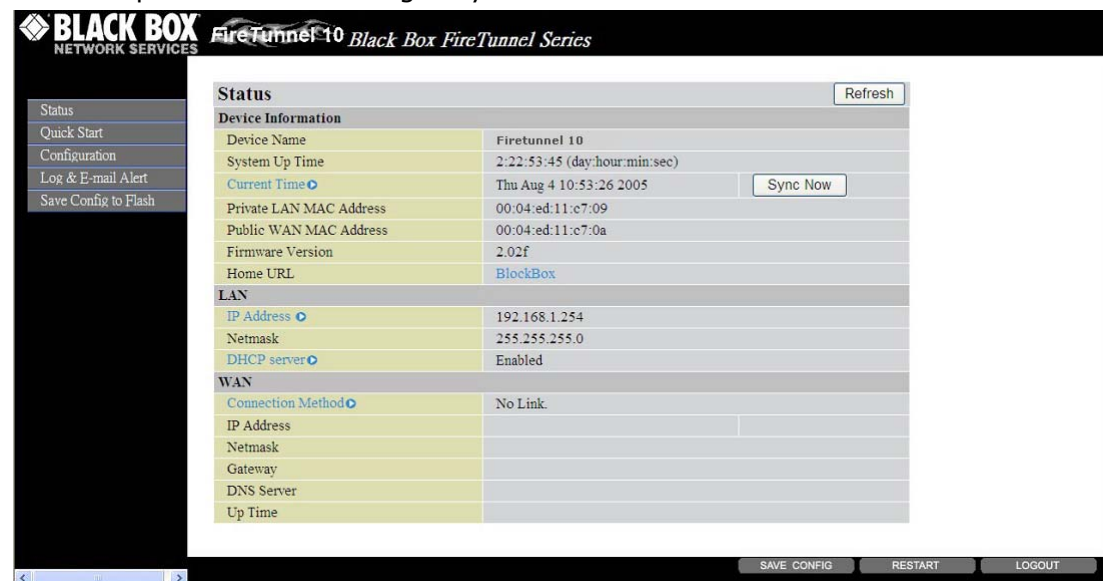 BLACK BOX
NETWORK SERVICES
FireTunnel 10 Black Box FireTunnel Series
Status
Quick Start
Configuration
Log & E-mail Alert
Save Config to Flash
Status Refresh
Device Information
Device Name Firetunnel 10
System Up Time 2:22:53:45 (day:hour:min:sec)
Current Time Thu Aug 4 10:53:26 2005 Sync Now
Private LAN MAC Address 00:04:ed:11:c7:09
Public WAN MAC Address 00:04:ed:11:c7:0a
Firmware Version 2.02f
Home URL BlockBox
LAN
IP Address 192.168.1.254
Netmask 255.255.255.0
DHCP server Enabled
WAN
Connection Method No Link.
IP Address
Netmask
Gateway
DNS Server
Up Time
SAVE CONFIG RESTART LOGOUT